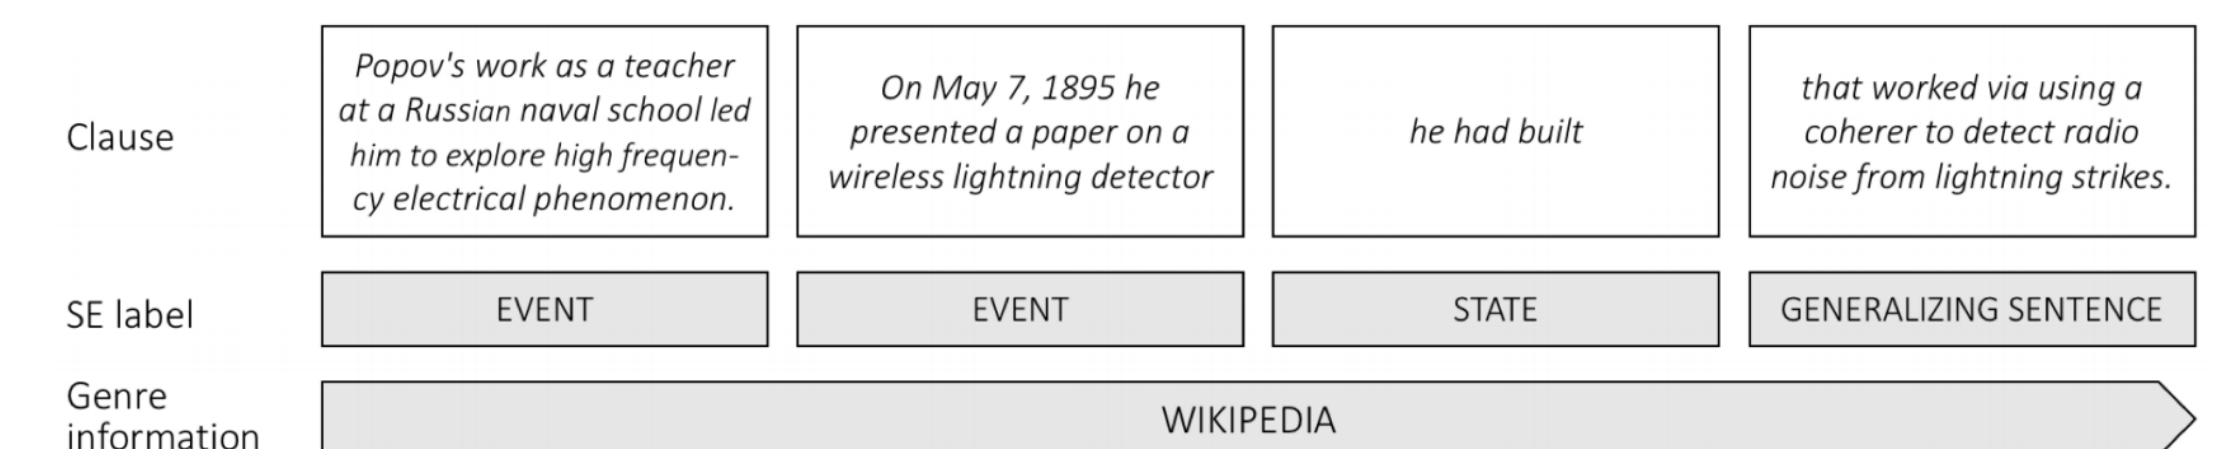 Clause
Popov's work as a teacher
at a Russian naval school led
him to explore high frequen-
cy electrical phenomenon.
On May 7, 1895 he
presented a paper on a
wireless lightning detector
he had built
that worked via using a
coherer to detect radio
noise from lightning strikes.
SE label
EVENT
EVENT
STATE
GENERALIZING SENTENCE
Genre
information
WIKIPEDIA